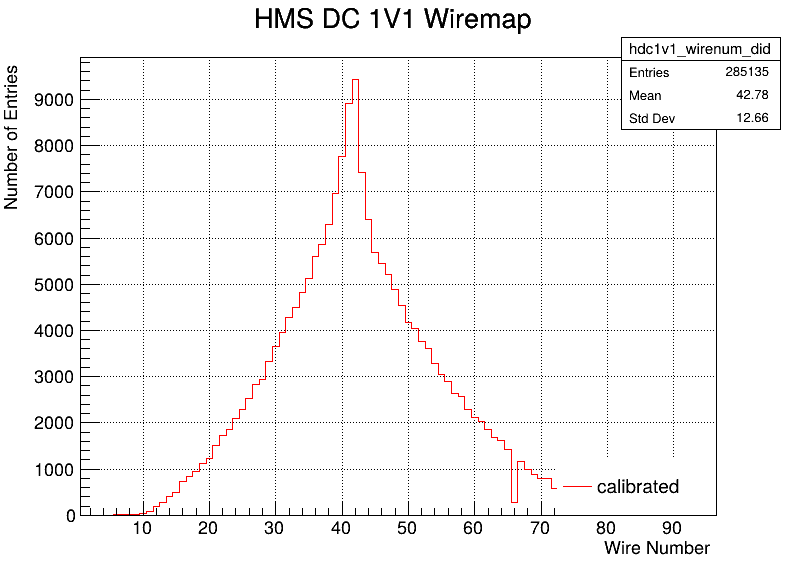 HMS DC 1V1 Wiremap
hdc1v1_wirenum_did
Entries 285135
Mean 42.78
Std Dev 12.66
Number of Entries
9000
8000
7000
6000
5000
4000
3000
2000
1000
0
calibrated
10 20 30 40 50 60 70 80 90
Wire Number